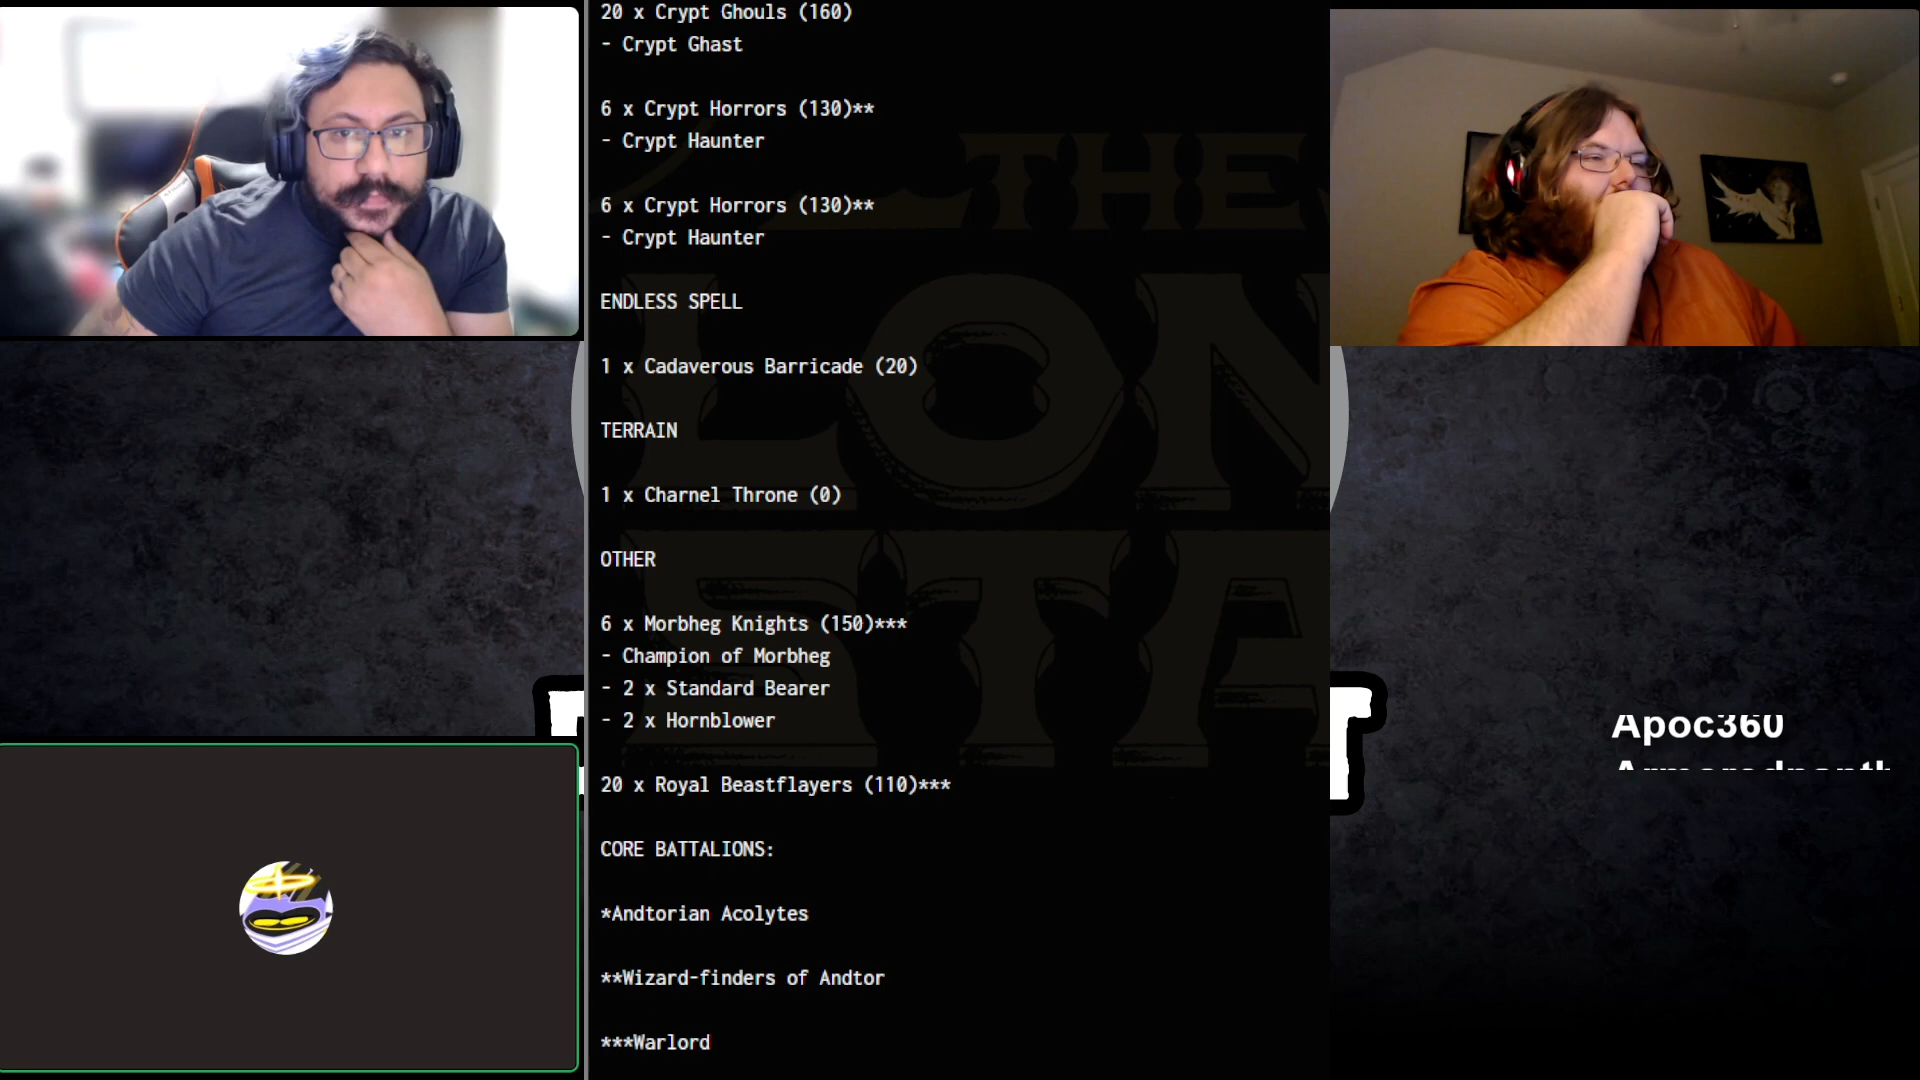 20 x Crypt Ghouls (160)
- Crypt Ghast
6 x Crypt Horrors (130)**
- Crypt Haunter
6 x Crypt Horrors (130)**
- Crypt Haunter
ENDLESS SPELL
1 x Cadaverous Barricade (20)
TERRAIN
1 x Charnel Throne (0)
OTHER
6 x Morbheg Knights (150)***
- Champion of Morbheg
- 2 x Standard Bearer
- 2 x Hornblower
20 x Royal Beastflayers (110)***
CORE BATTALIONS:
*Andtorian Acolytes
**Wizard-finders of Andtor
***Warlord
THE
Apoc360